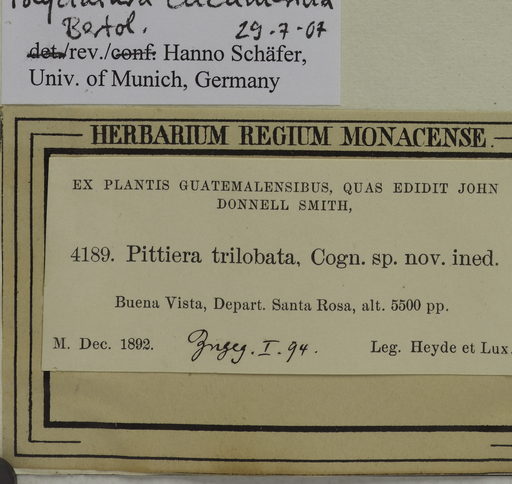 Bertol. 29.7.07
det./rev./conf: Hanno Schäfer,
Univ. of Munich, Germany
HERBARIUM REGIUM MONACENSE.
EX PLANTIS GUATEMALENSIBUS, QUAS EDIDIT JOHN
DONNELL SMITH,
4189. Pittiera trilobata, Cogn. sp. nov. ined.
Buena Vista, Depart. Santa Rosa, alt. 5500 pp.
M. Dec. 1892. Zngeg. I. 94. Leg. Heyde et Lux.